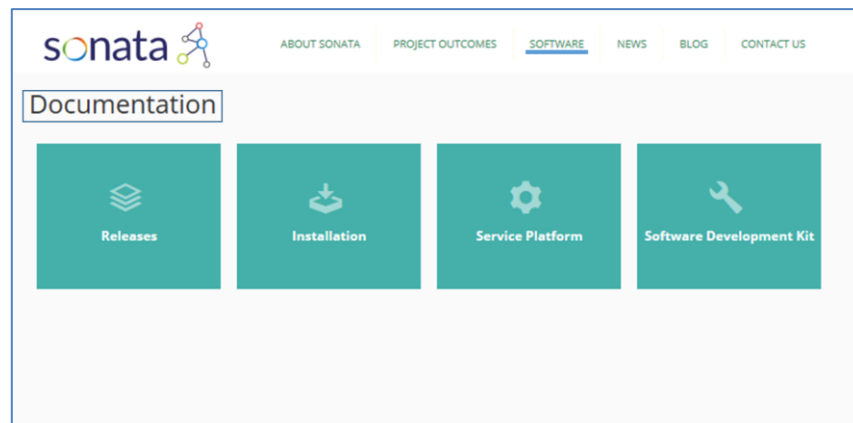 sonata
ABOUT SONATA PROJECT OUTCOMES SOFTWARE NEWS BLOG CONTACT US
Documentation
Releases Installation Service Platform Software Development Kit